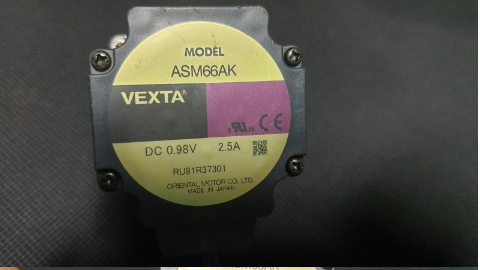 MODEL
ASM66AK
VEXTA®
DC 0.98V 2.5A
RU81R37301
ORIENTAL MOTOR CO., LTD.
MADE IN JAPAN